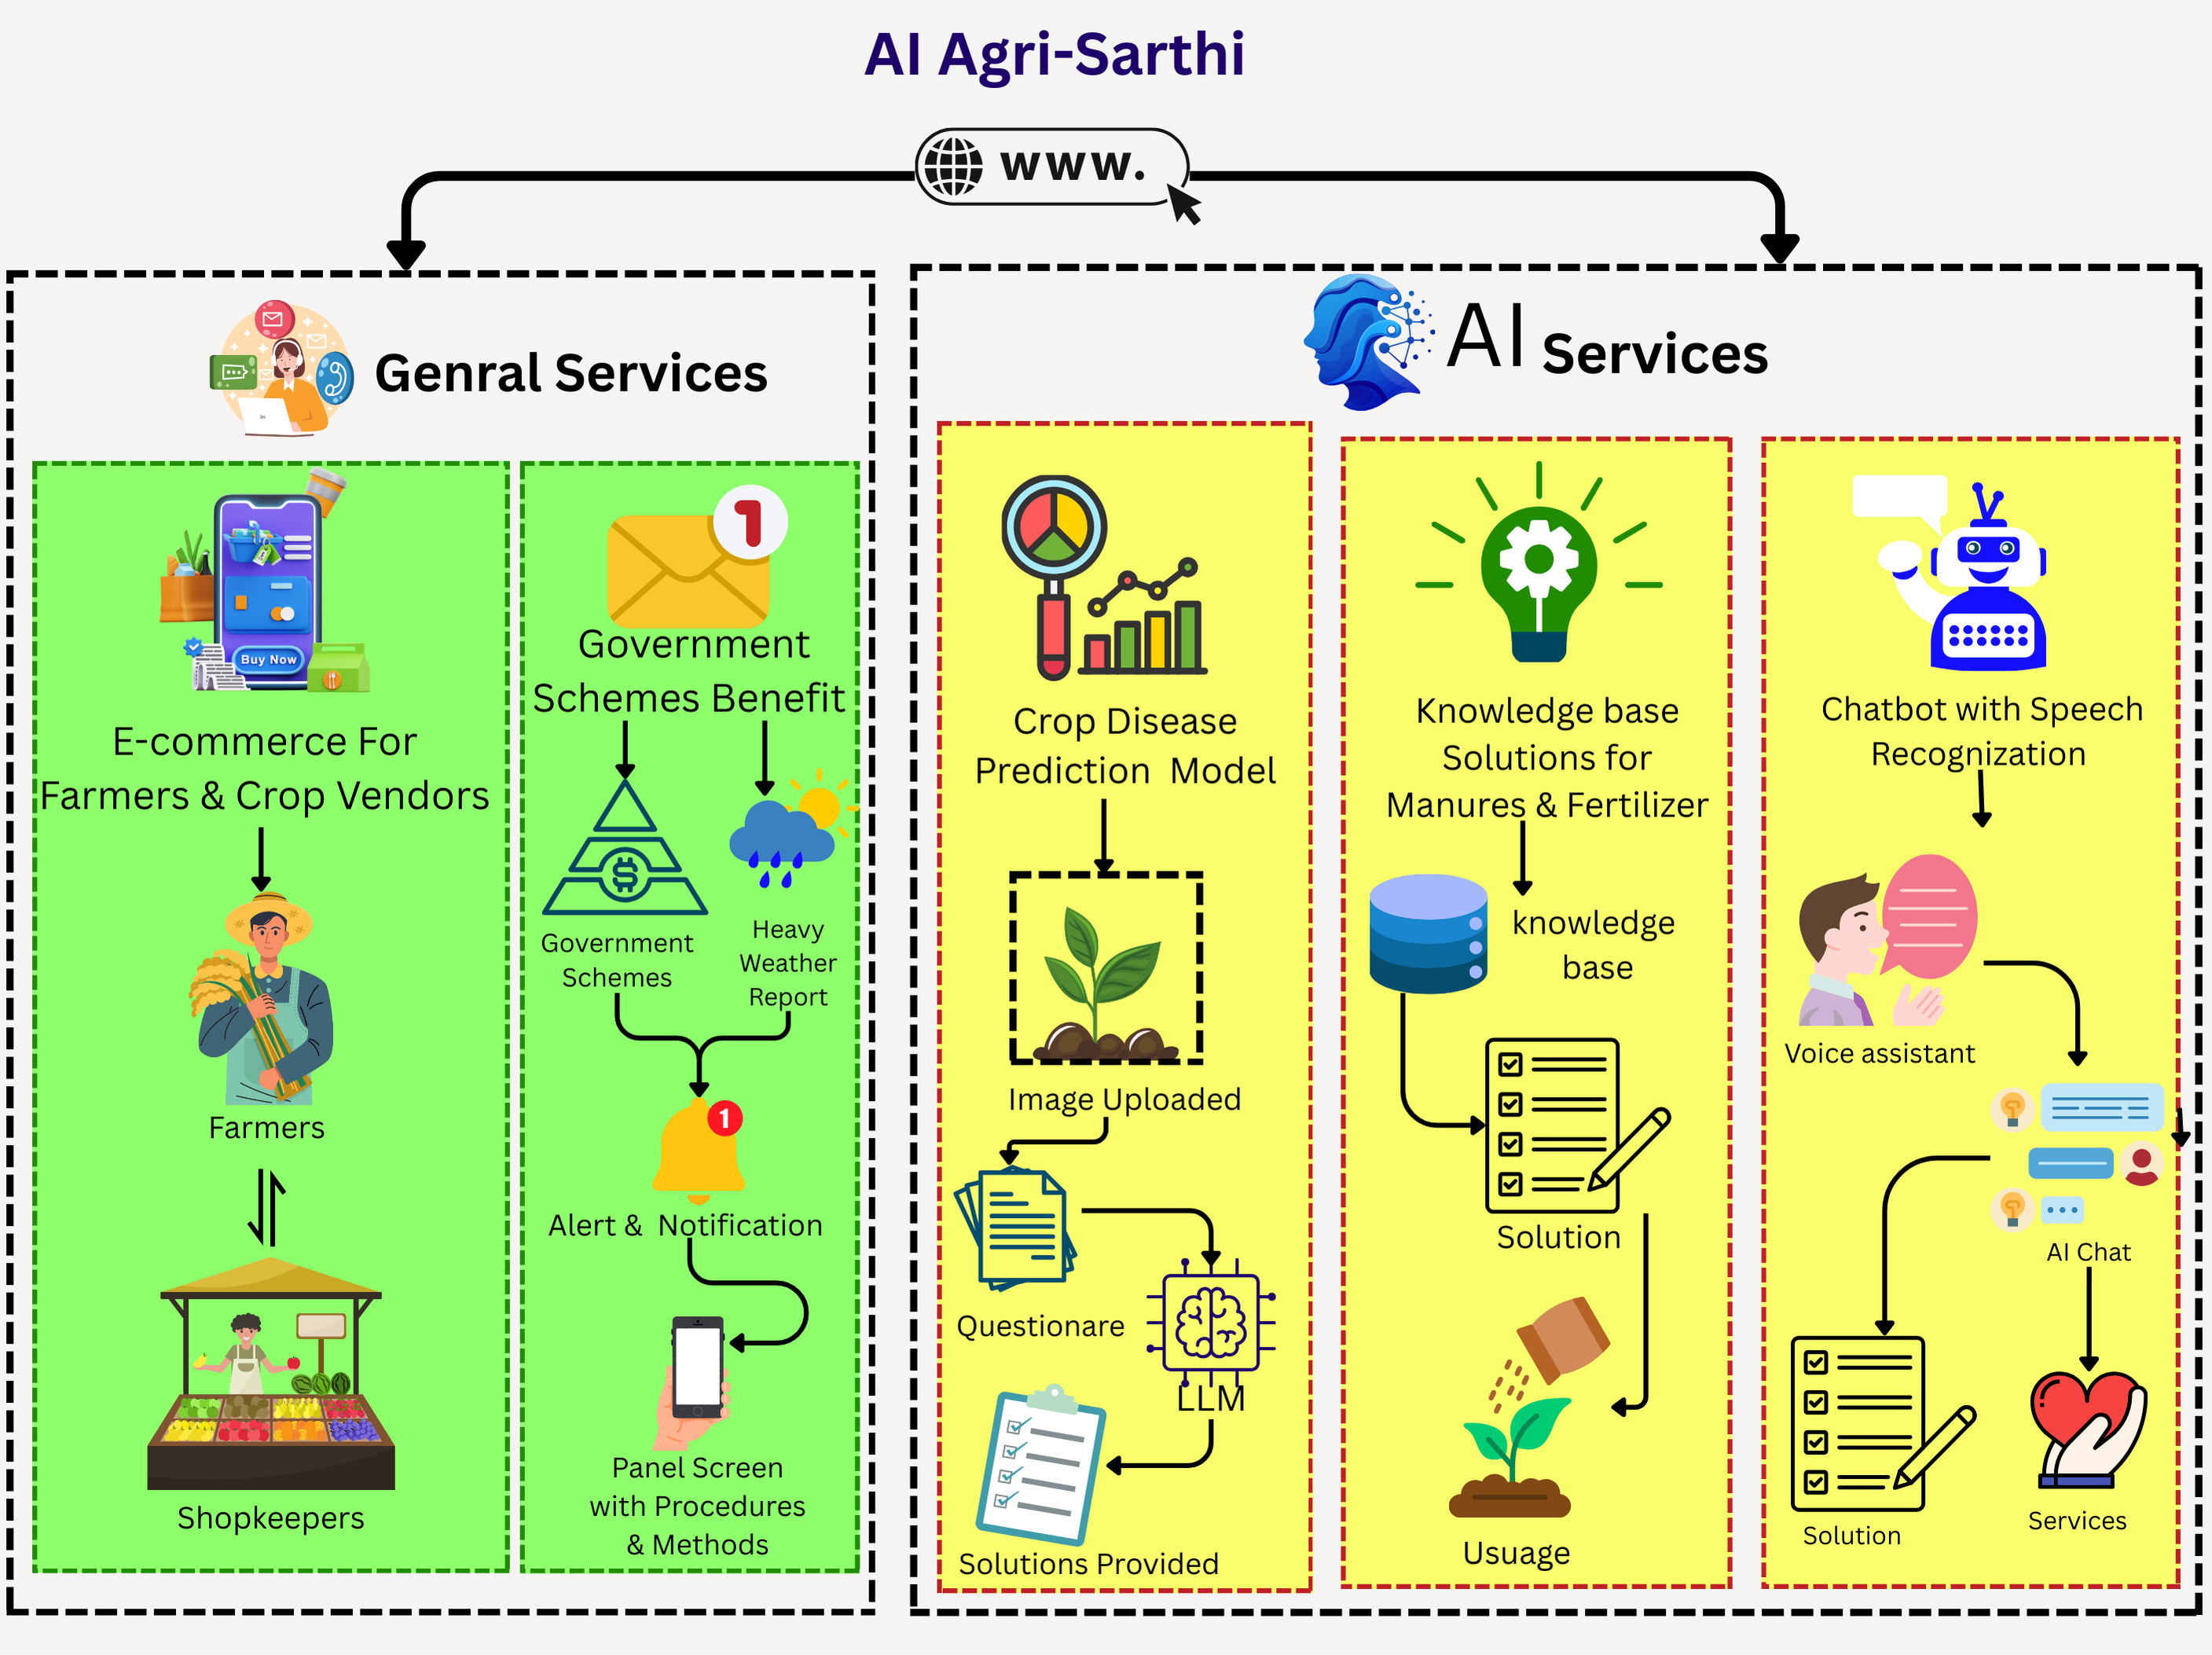 AI Agri-Sarthi
www.
Genral Services
AI Services
Buy Now
1
E-commerce For
Farmers & Crop Vendors
Farmers
Shopkeepers
Government
Schemes Benefit
Government
Schemes
Heavy
Weather
Report
1
Alert & Notification
Panel Screen
with Procedures
& Methods
Crop Disease
Prediction Model
Image Uploaded
Questionare
LLM
Solutions Provided
Knowledge base
Solutions for
Manures & Fertilizer
knowledge
base
Solution
Usuage
Chatbot with Speech
Recognization
Voice assistant
AI Chat
Solution
Services